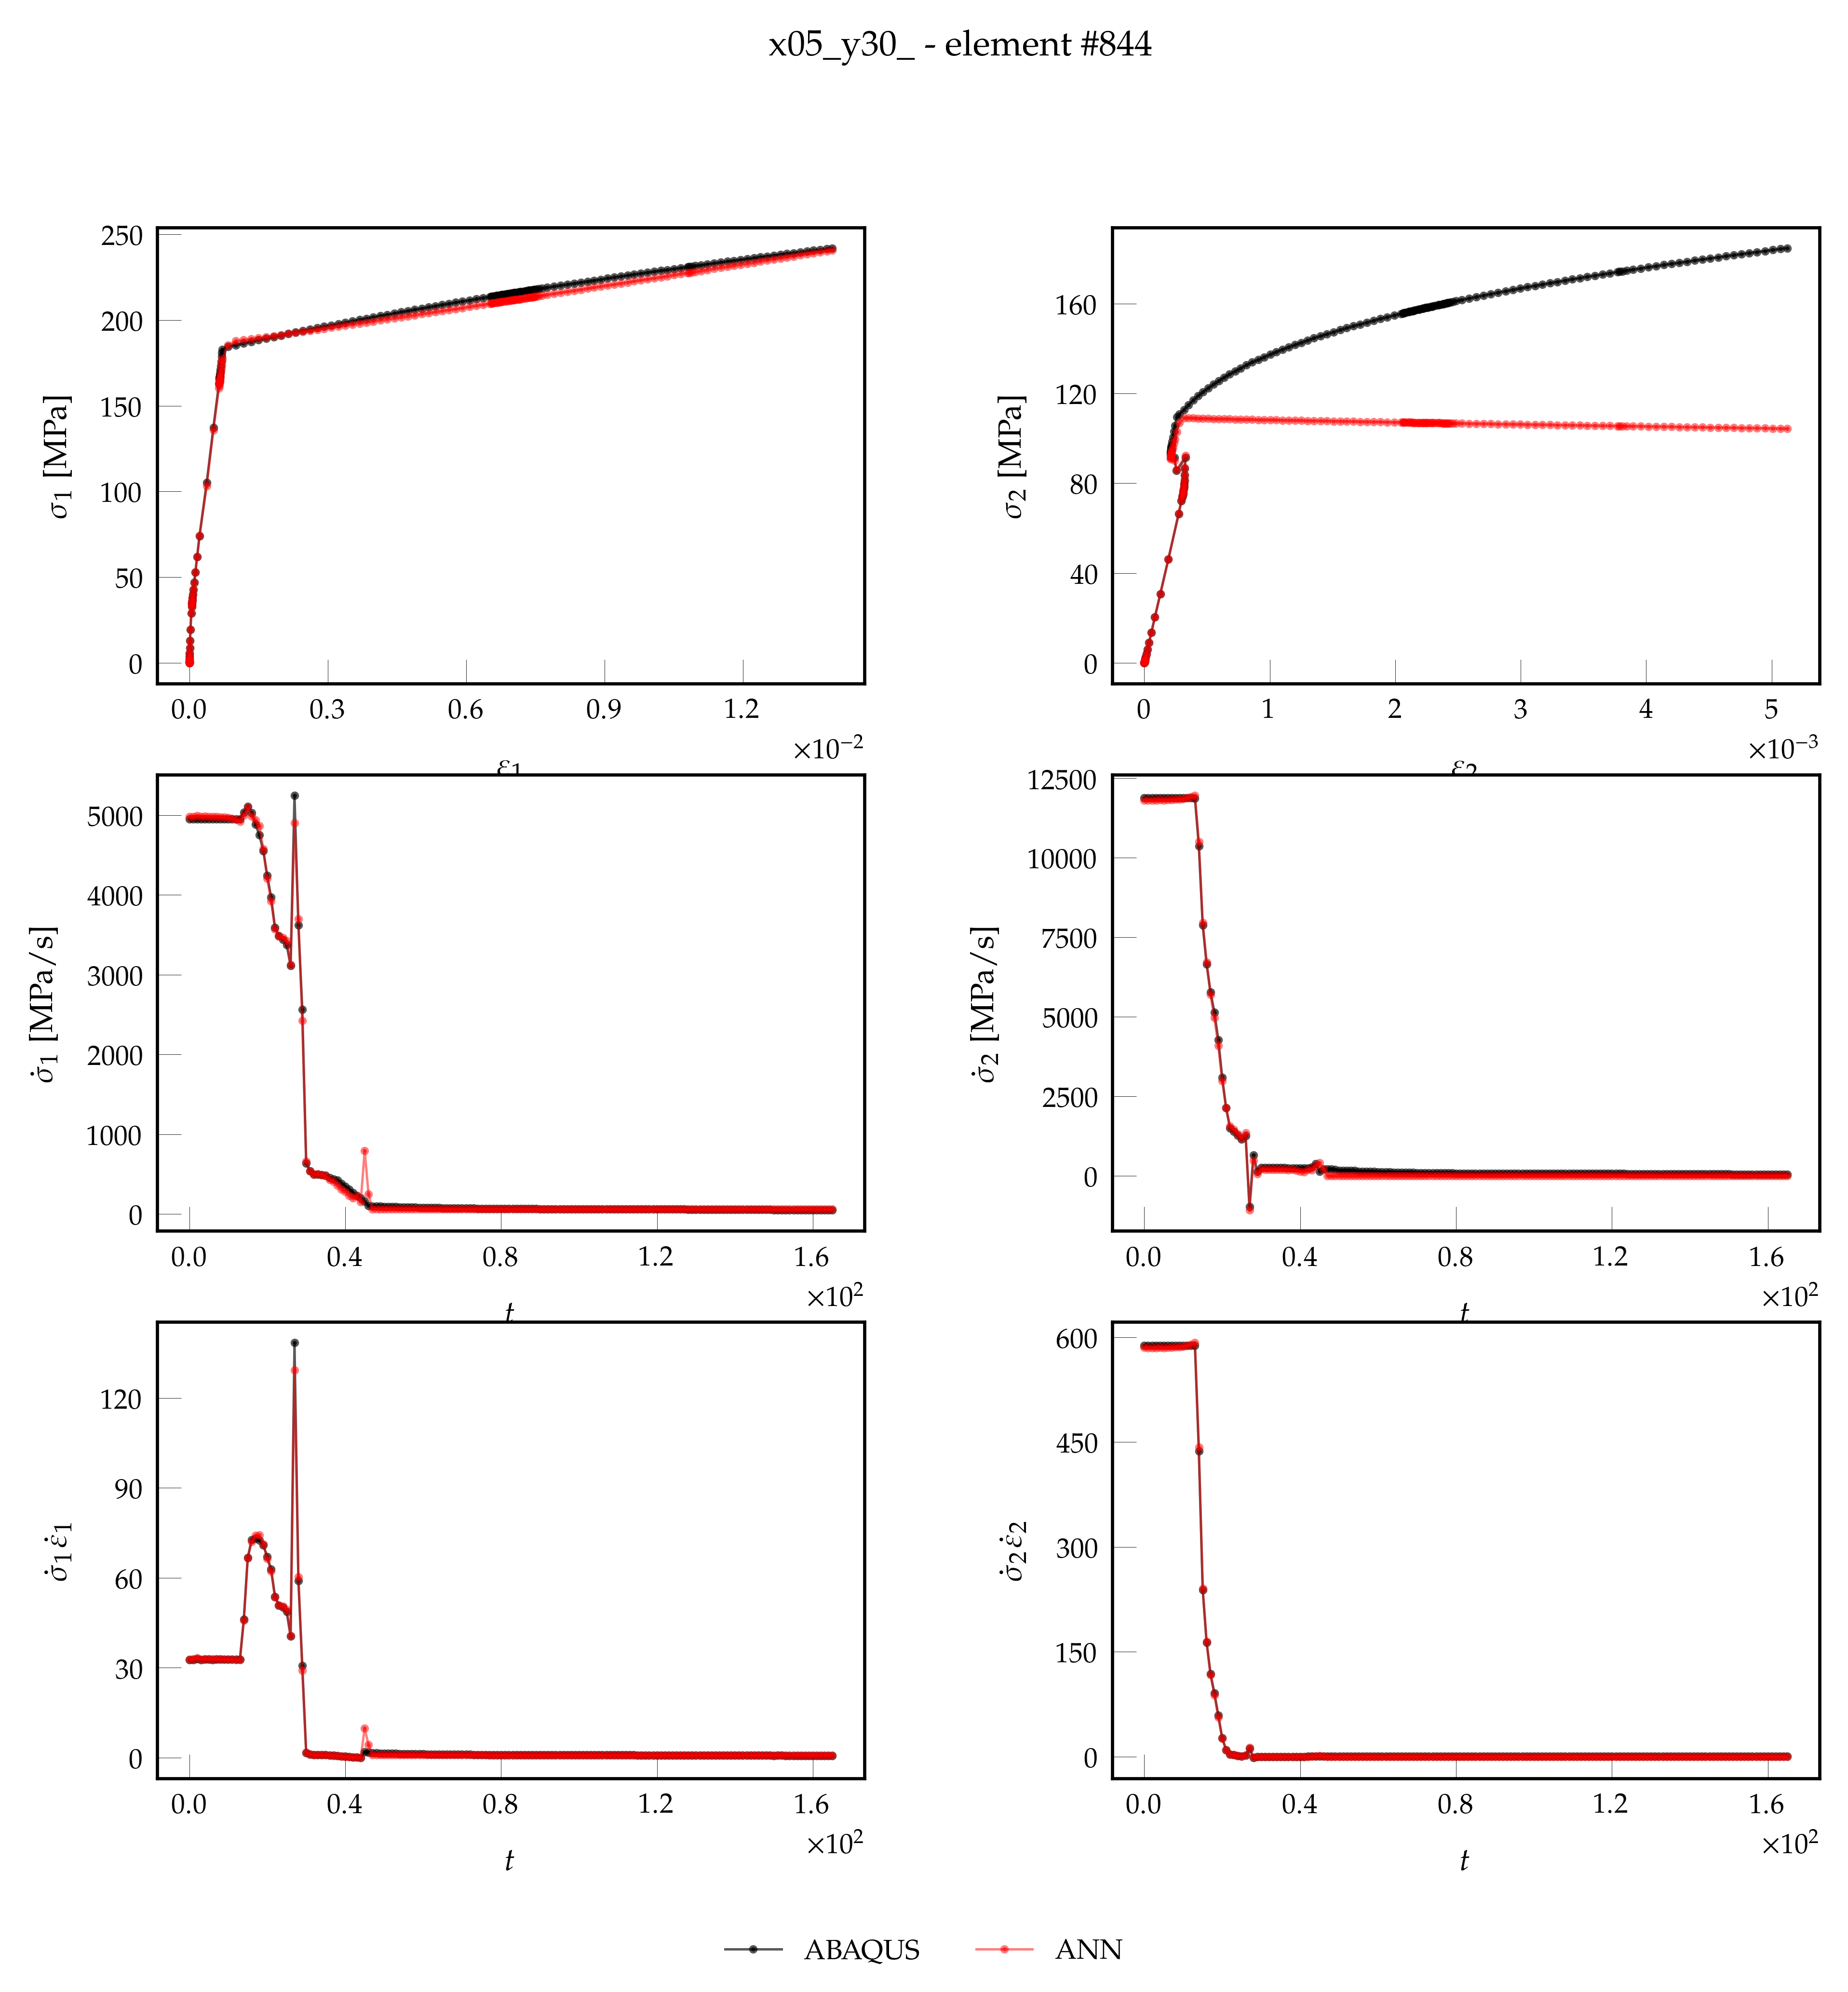 x05_y30_ - element #844
250
200
150
100
50
0
σ1 [MPa]
0.0 0.3 0.6 0.9 1.2
×10−2
ε1
160
120
80
40
0
σ2 [MPa]
0 1 2 3 4 5
×10−3
ε2
5000
4000
3000
2000
1000
0
σ̇1 [MPa/s]
0.0 0.4 0.8 1.2 1.6
×102
t
12500
10000
7500
5000
2500
0
σ̇2 [MPa/s]
0.0 0.4 0.8 1.2 1.6
×102
t
120
90
60
30
0
σ̇1ε̇1
0.0 0.4 0.8 1.2 1.6
×102
t
600
450
300
150
0
σ̇2ε̇2
0.0 0.4 0.8 1.2 1.6
×102
t
ABAQUS ANN